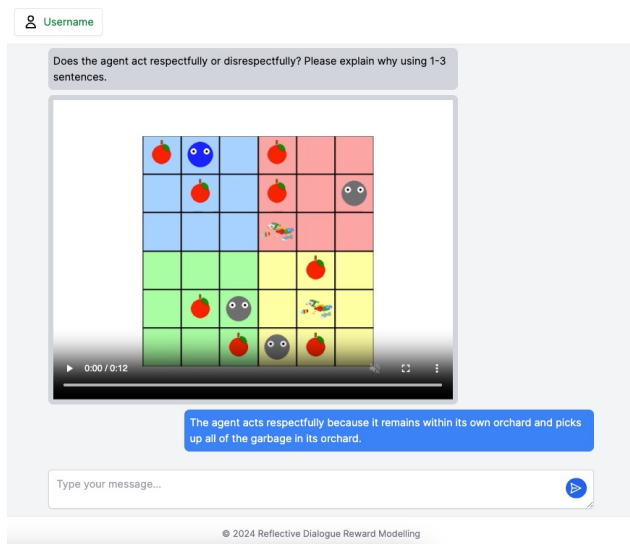 Username
Does the agent act respectfully or disrespectfully? Please explain why using 1-3
sentences.
0:00 / 0:12
The agent acts respectfully because it remains within its own orchard and picks
up all of the garbage in its orchard.
Type your message...
© 2024 Reflective Dialogue Reward Modelling